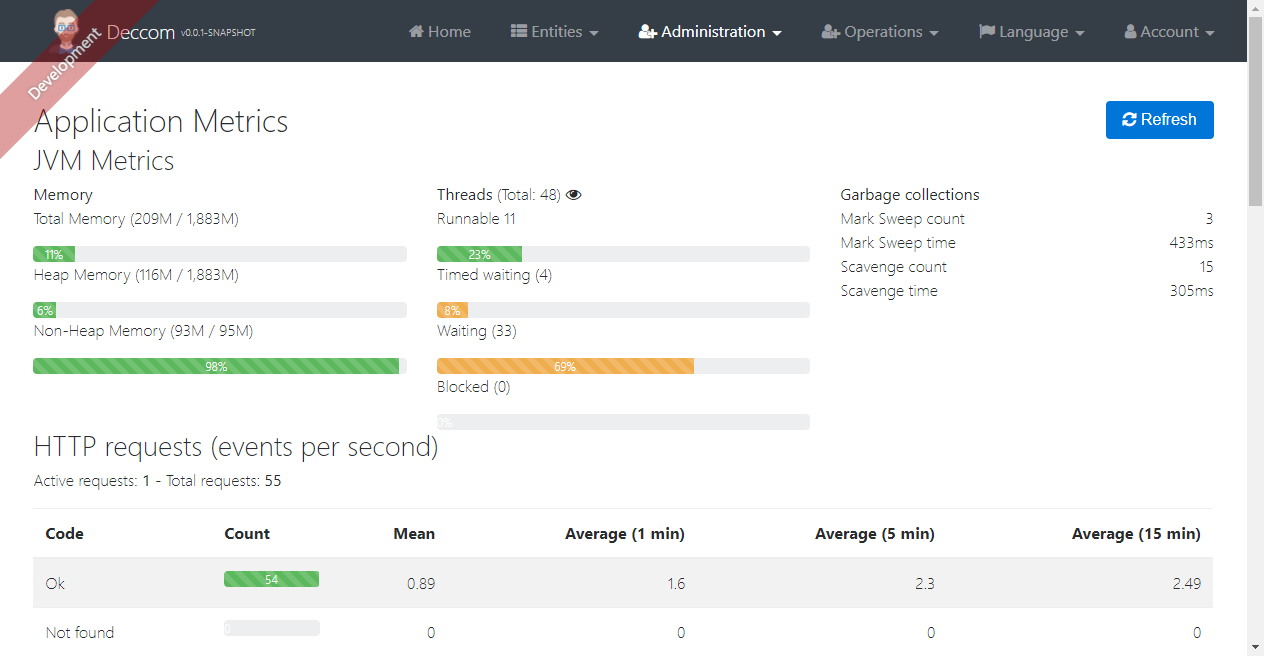 Development
Deccom v0.0.1-SNAPSHOT Home Entities Administration Operations Language Account
Application Metrics Refresh
JVM Metrics
Memory
Total Memory (209M / 1,883M)
11%
Heap Memory (116M / 1,883M)
6%
Non-Heap Memory (93M / 95M)
98%
Threads (Total: 48)
Runnable 11
23%
Timed waiting (4)
8%
Waiting (33)
69%
Blocked (0)
0%
Garbage collections
Mark Sweep count 3
Mark Sweep time 433ms
Scavenge count 15
Scavenge time 305ms
HTTP requests (events per second)
Active requests: 1 - Total requests: 55
Code Count Mean Average (1 min) Average (5 min) Average (15 min)
Ok 54 0.89 1.6 2.3 2.49
Not found 0 0 0 0 0